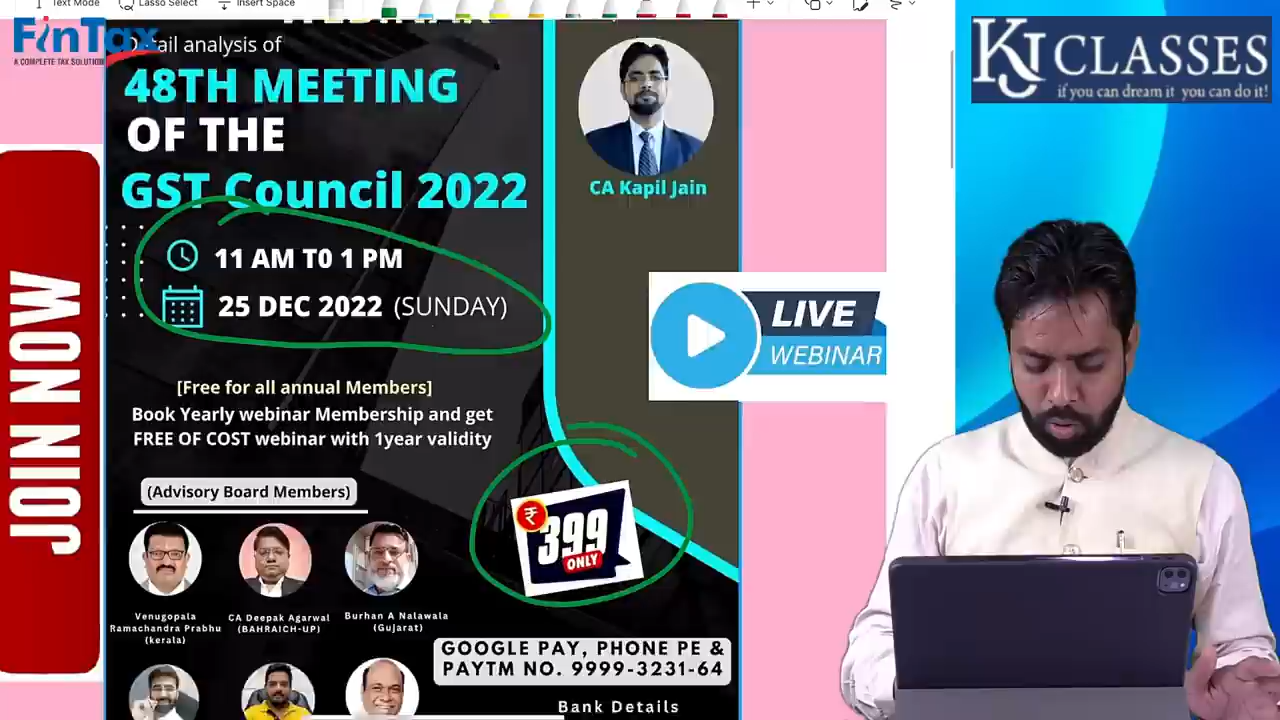 Text Mode
Lasso Select
Insert Space
WEBINAR
FinTax
A COMPLETE TAX SOLUTION
ail analysis of
48TH MEETING
OF THE
GST Council 2022
11 AM T0 1 PM
25 DEC 2022 (SUNDAY)
[Free for all annual Members]
Book Yearly webinar Membership and get
FREE OF COST webinar with 1year validity
(Advisory Board Members)
Venugopala
Ramachandra Prabhu
(kerala)
CA Deepak Agarwal
(BAHRAICH-UP)
Burhan A Nalawala
(Gujarat)
CA Kapil Jain
LIVE
WEBINAR
₹
399
ONLY
GOOGLE PAY, PHONE PE &
PAYTM NO. 9999-3231-64
Bank Details
JOIN NOW
KJ CLASSES
if you can dream it you can do it!